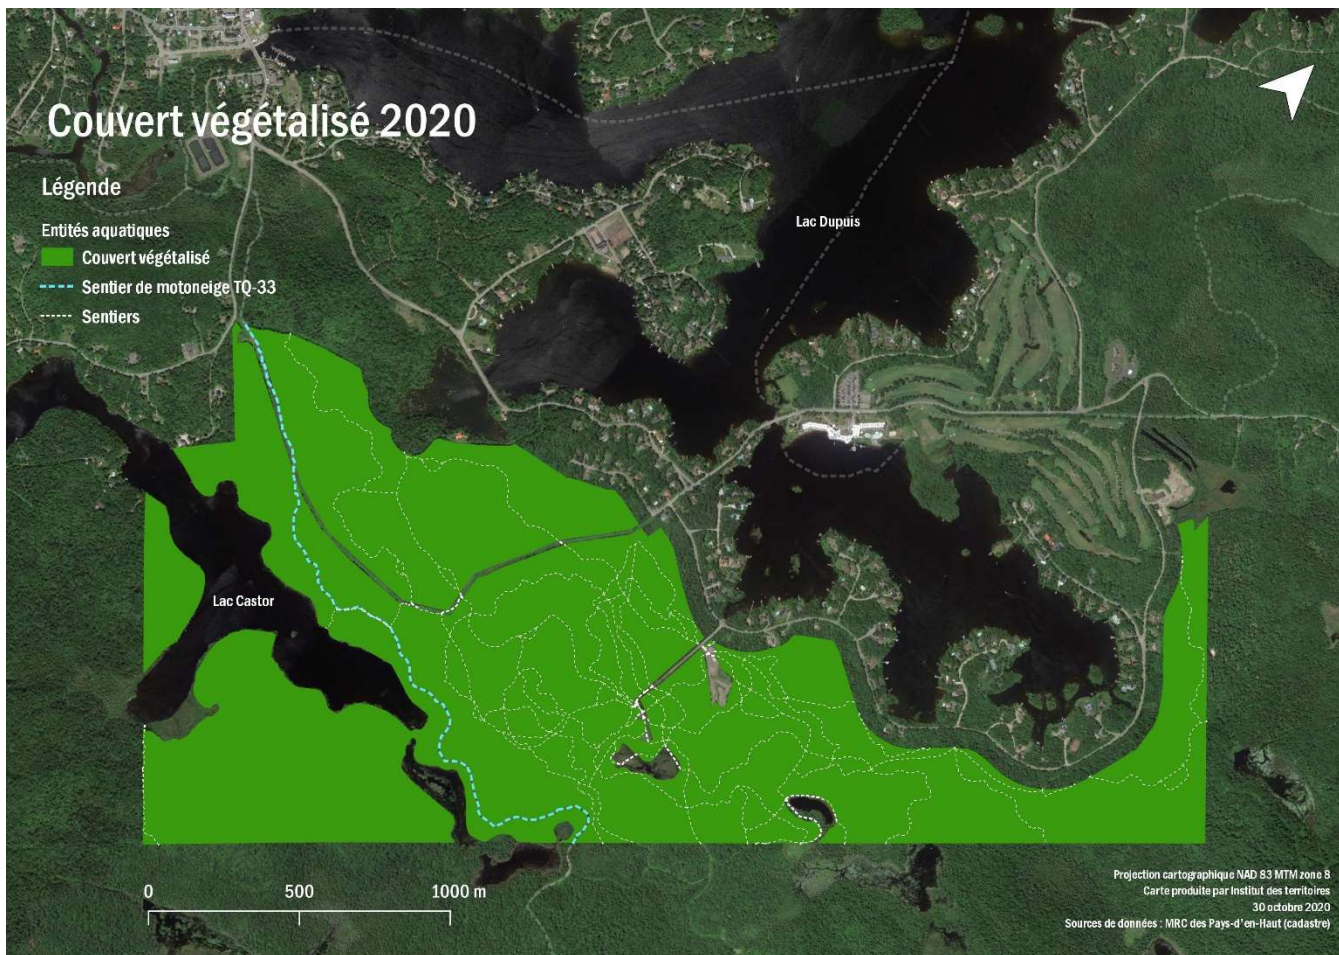 Couvert végétalisé 2020
Légende
Entités aquatiques
Couvert végétalisé
Sentier de motoneige TQ-33
Sentiers
Lac Dupuis
Lac Castor
0 500 1000 m
Projection cartographique NAD 83 MTM zone 8
Carte produite par Institut des territoires
30 octobre 2020
Sources de données : MRC des Pays-d'en-Haut (cadastre)